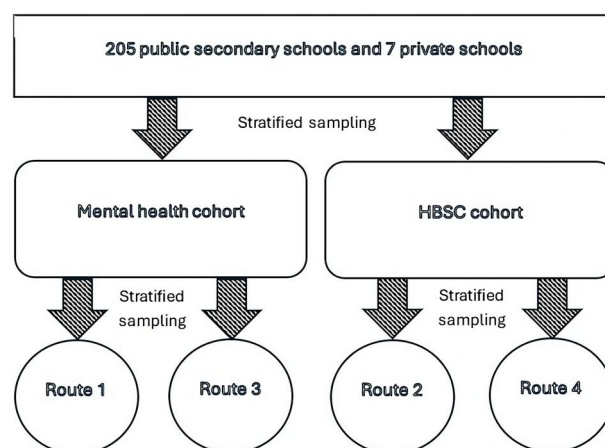 205 public secondary schools and 7 private schools
Stratified sampling
Mental health cohort
HBSC cohort
Stratified
sampling
Stratified
sampling
Route 1
Route 3
Route 2
Route 4